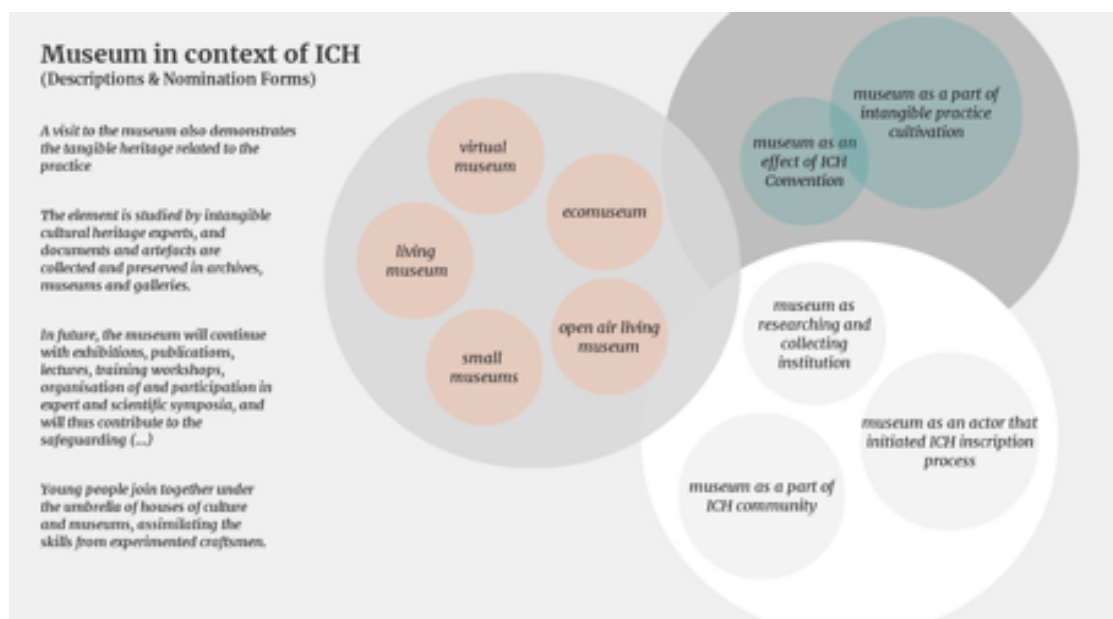 Museum in context of ICH
(Descriptions & Nomination Forms)
A visit to the museum also demonstrates
the tangible heritage related to the
practice
The element is studied by intangible
cultural heritage experts, and
documents and artefacts are
collected and preserved in archives,
museums and galleries.
In future, the museum will continue
with exhibitions, publications,
lectures, training workshops,
organisation of and participation in
expert and scientific symposia, and
will thus contribute to the
safeguarding (...)
Young people join together under
the umbrella of houses of culture
and museums, assimilating the
skills from experimented craftsmen.
virtual
museum
ecomuseum
living
museum
open air living
museum
small
museums
museum as a part of
intangible practice
cultivation
museum as an
effect of ICH
Convention
museum as
researching and
collecting
institution
museum as an actor that
initiated ICH inscription
process
museum as a part of
ICH community